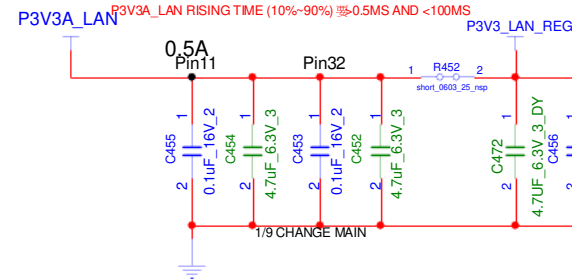 P3V3A_LAN RISING TIME (10%~90%) 要>0.5MS AND <100MS
P3V3A_LAN
P3V3_LAN_REG
0.5A
Pin11
Pin32
1 R452 2
short_0603_25_nsp
1 1 1 1 1
C455 0.1uF_16V_2
C454 4.7uF_6.3V_3
C453 0.1uF_16V_2
C452 4.7uF_6.3V_3
C472 4.7UF_6.3V_3_DY
C456
2 2 2 2 2 2
1/9 CHANGE MAIN